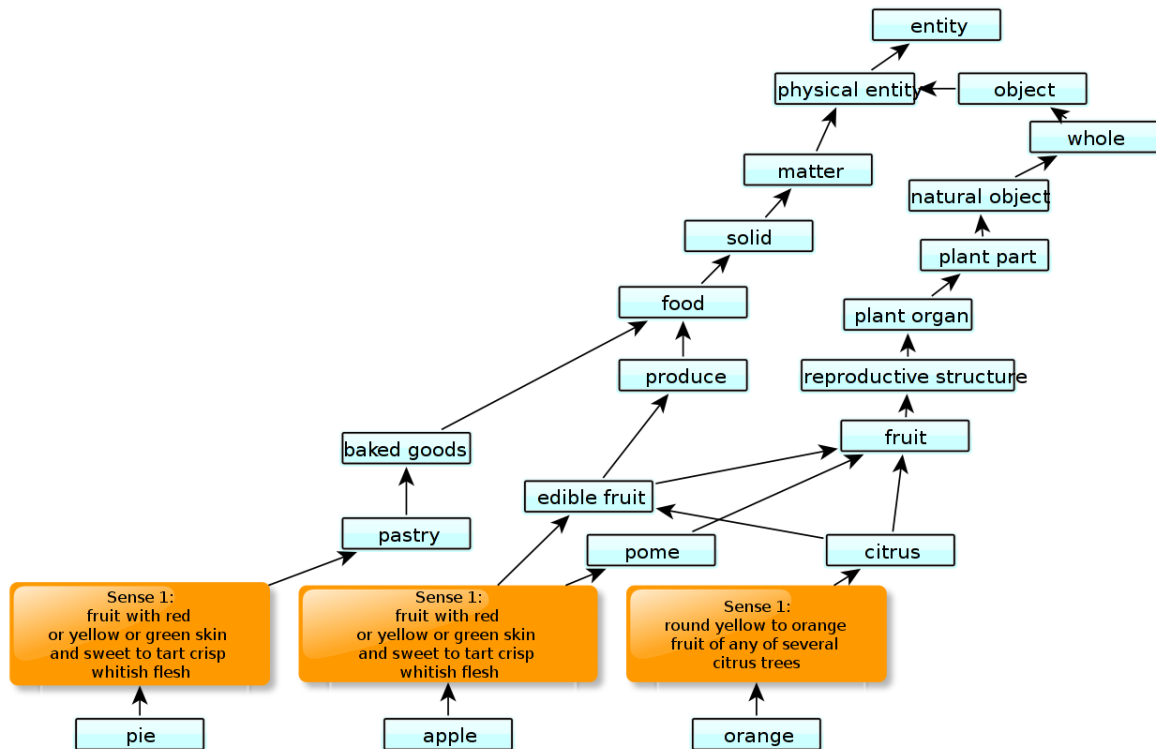 entity
physical entity
object
whole
matter
natural object
solid
plant part
food
plant organ
produce
reproductive structure
fruit
baked goods
edible fruit
pastry
pome
citrus
Sense 1:
fruit with red
or yellow or green skin
and sweet to tart crisp
whitish flesh
Sense 1:
fruit with red
or yellow or green skin
and sweet to tart crisp
whitish flesh
Sense 1:
round yellow to orange
fruit of any of several
citrus trees
pie
apple
orange